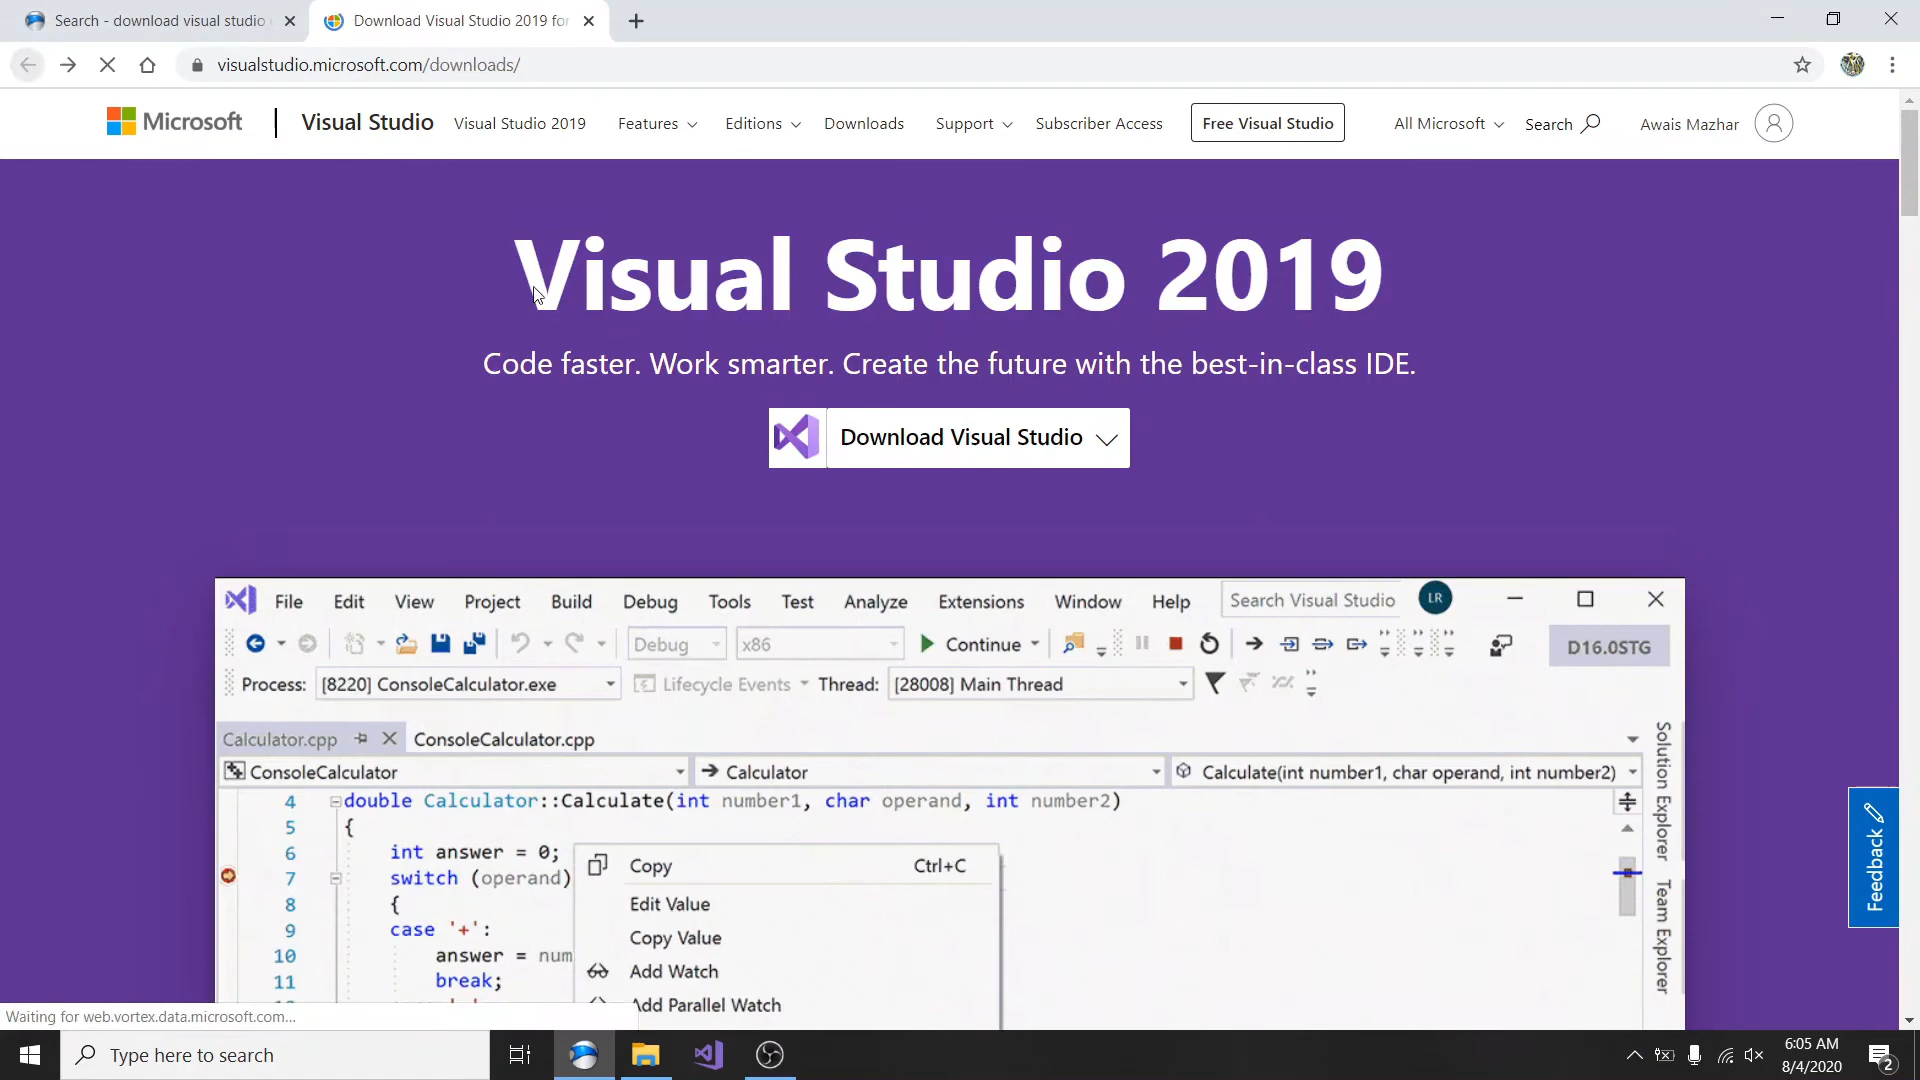 Search - download visual studio
Download Visual Studio 2019 for
visualstudio.microsoft.com/downloads/
Microsoft
Visual Studio
Visual Studio 2019
Features
Editions
Downloads
Support
Subscriber Access
Free Visual Studio
All Microsoft
Search
Awais Mazhar
Visual Studio 2019
Code faster. Work smarter. Create the future with the best-in-class IDE.
Download Visual Studio
File Edit View Project Build Debug Tools Test Analyze Extensions Window Help
Search Visual Studio
LR
Debug
x86
Continue
D16.0STG
Process:
[8220] ConsoleCalculator.exe
Lifecycle Events
Thread:
[28008] Main Thread
Calculator.cpp
ConsoleCalculator.cpp
ConsoleCalculator
Calculator
Calculate(int number1, char operand, int number2)
Solution Explorer
Team Explorer
4 double Calculator::Calculate(int number1, char operand, int number2)
5 {
6 int answer = 0;
7 switch (operand)
8 {
9 case '+':
10 answer = num
11 break;
Copy Ctrl+C
Edit Value
Copy Value
Add Watch
Add Parallel Watch
Feedback
Waiting for web.vortex.data.microsoft.com...
Type here to search
6:05 AM
8/4/2020
2